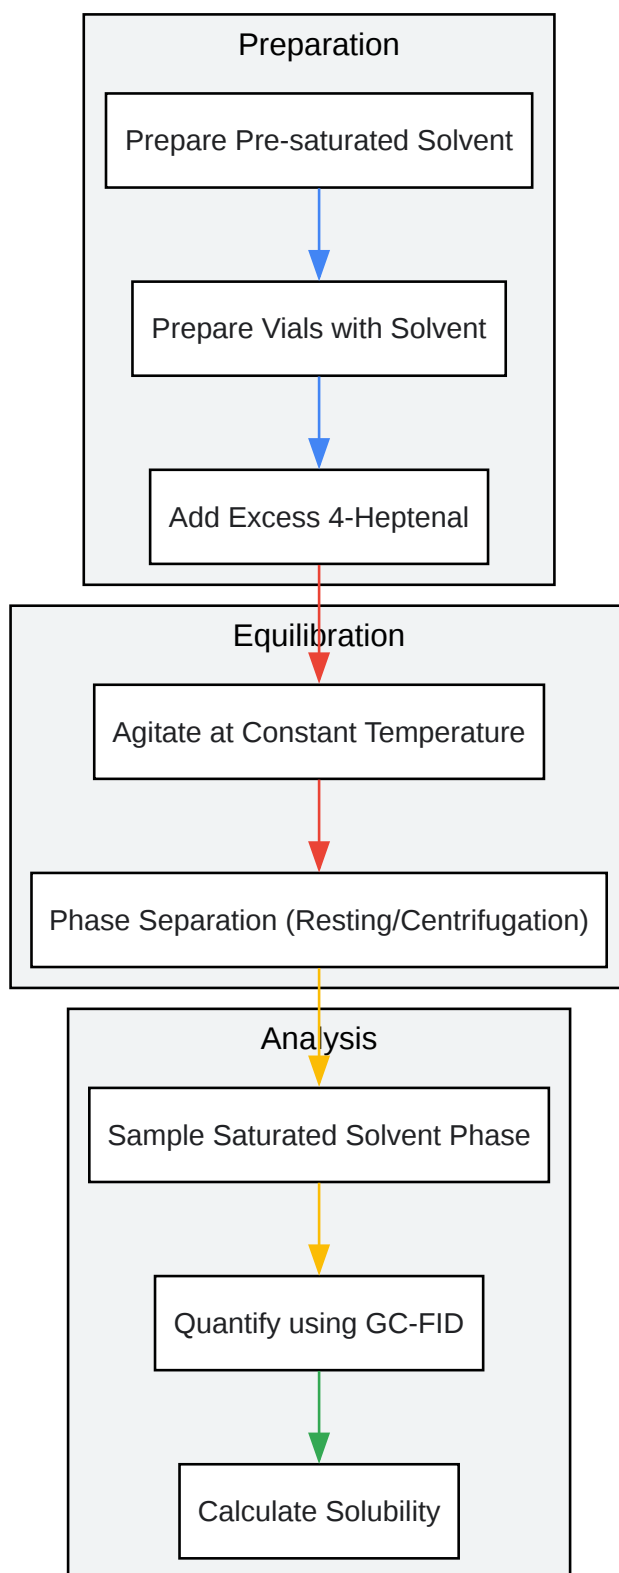 Preparation
Prepare Pre-saturated Solvent
Prepare Vials with Solvent
Add Excess 4-Heptenal
Equilibration
Agitate at Constant Temperature
Phase Separation (Resting/Centrifugation)
Analysis
Sample Saturated Solvent Phase
Quantify using GC-FID
Calculate Solubility